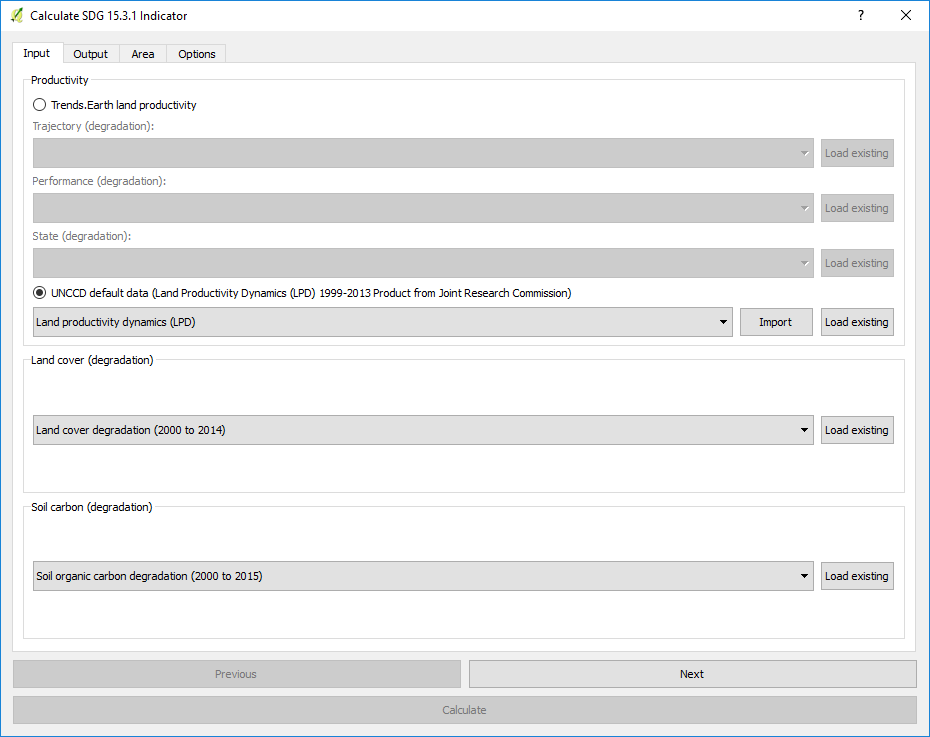 Calculate SDG 15.3.1 Indicator
?
Input Output Area Options
Productivity
Trends.Earth land productivity
Trajectory (degradation):
Load existing
Performance (degradation):
Load existing
State (degradation):
Load existing
UNCCD default data (Land Productivity Dynamics (LPD) 1999-2013 Product from Joint Research Commission)
Land productivity dynamics (LPD) Import Load existing
Land cover (degradation)
Land cover degradation (2000 to 2014) Load existing
Soil carbon (degradation)
Soil organic carbon degradation (2000 to 2015) Load existing
Previous Next
Calculate